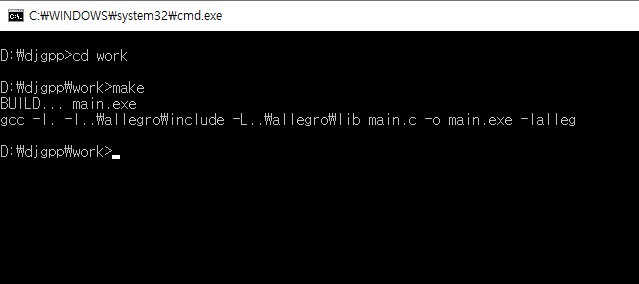 C:₩WINDOWS₩system32₩cmd.exe
D:₩djgpp>cd work
D:₩djgpp₩work>make
BUILD... main.exe
gcc -I. -I..₩allegro₩include -L..₩allegro₩lib main.c -o main.exe -lalleg
D:₩djgpp₩work>